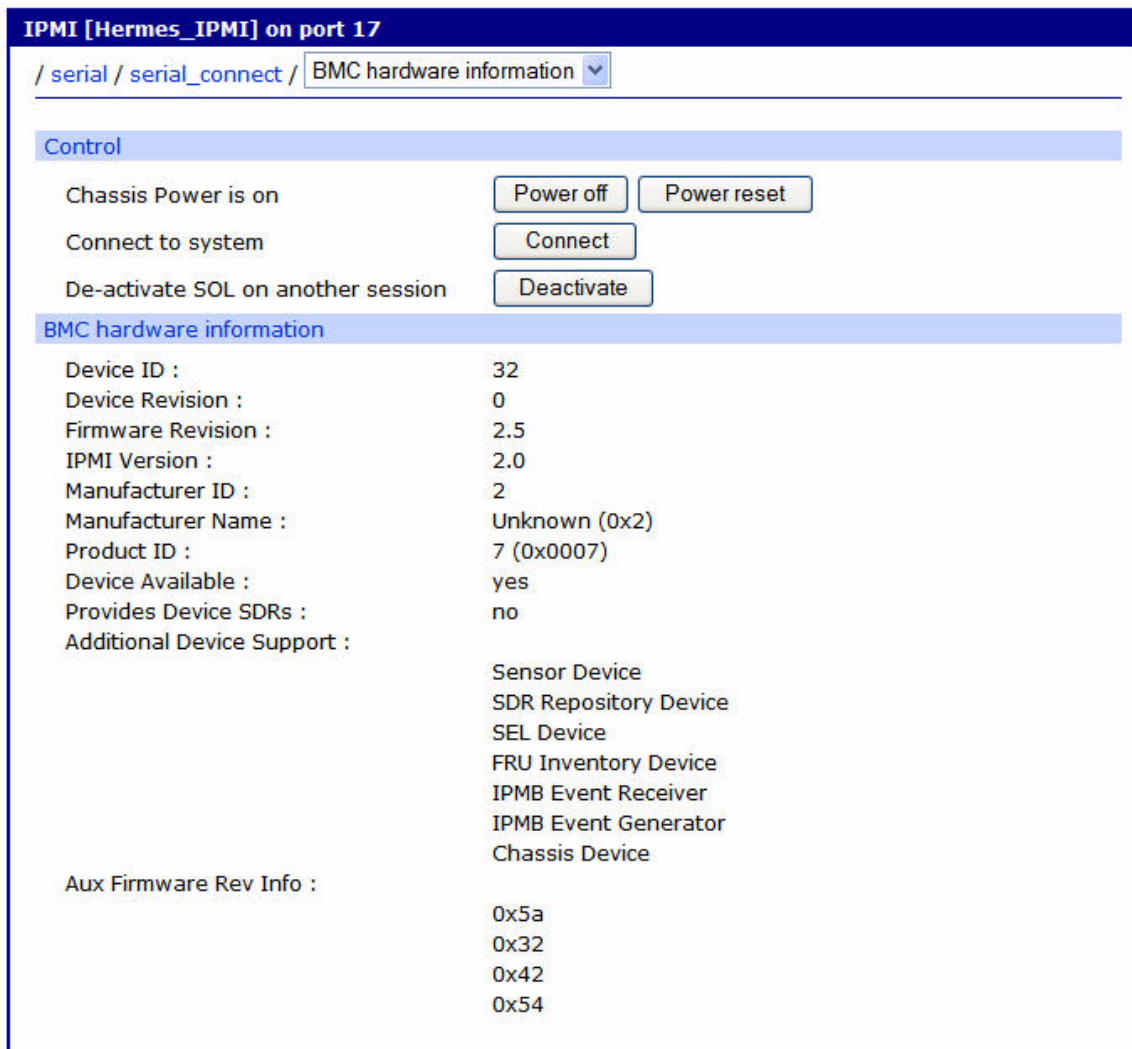 IPMI [Hermes_IPMI] on port 17
/ serial / serial_connect / BMC hardware information
Control
Chassis Power is on Power off Power reset
Connect to system Connect
De-activate SOL on another session Deactivate
BMC hardware information
Device ID : 32
Device Revision : 0
Firmware Revision : 2.5
IPMI Version : 2.0
Manufacturer ID : 2
Manufacturer Name : Unknown (0x2)
Product ID : 7 (0x0007)
Device Available : yes
Provides Device SDRs : no
Additional Device Support :
Sensor Device
SDR Repository Device
SEL Device
FRU Inventory Device
IPMB Event Receiver
IPMB Event Generator
Chassis Device
Aux Firmware Rev Info :
0x5a
0x32
0x42
0x54